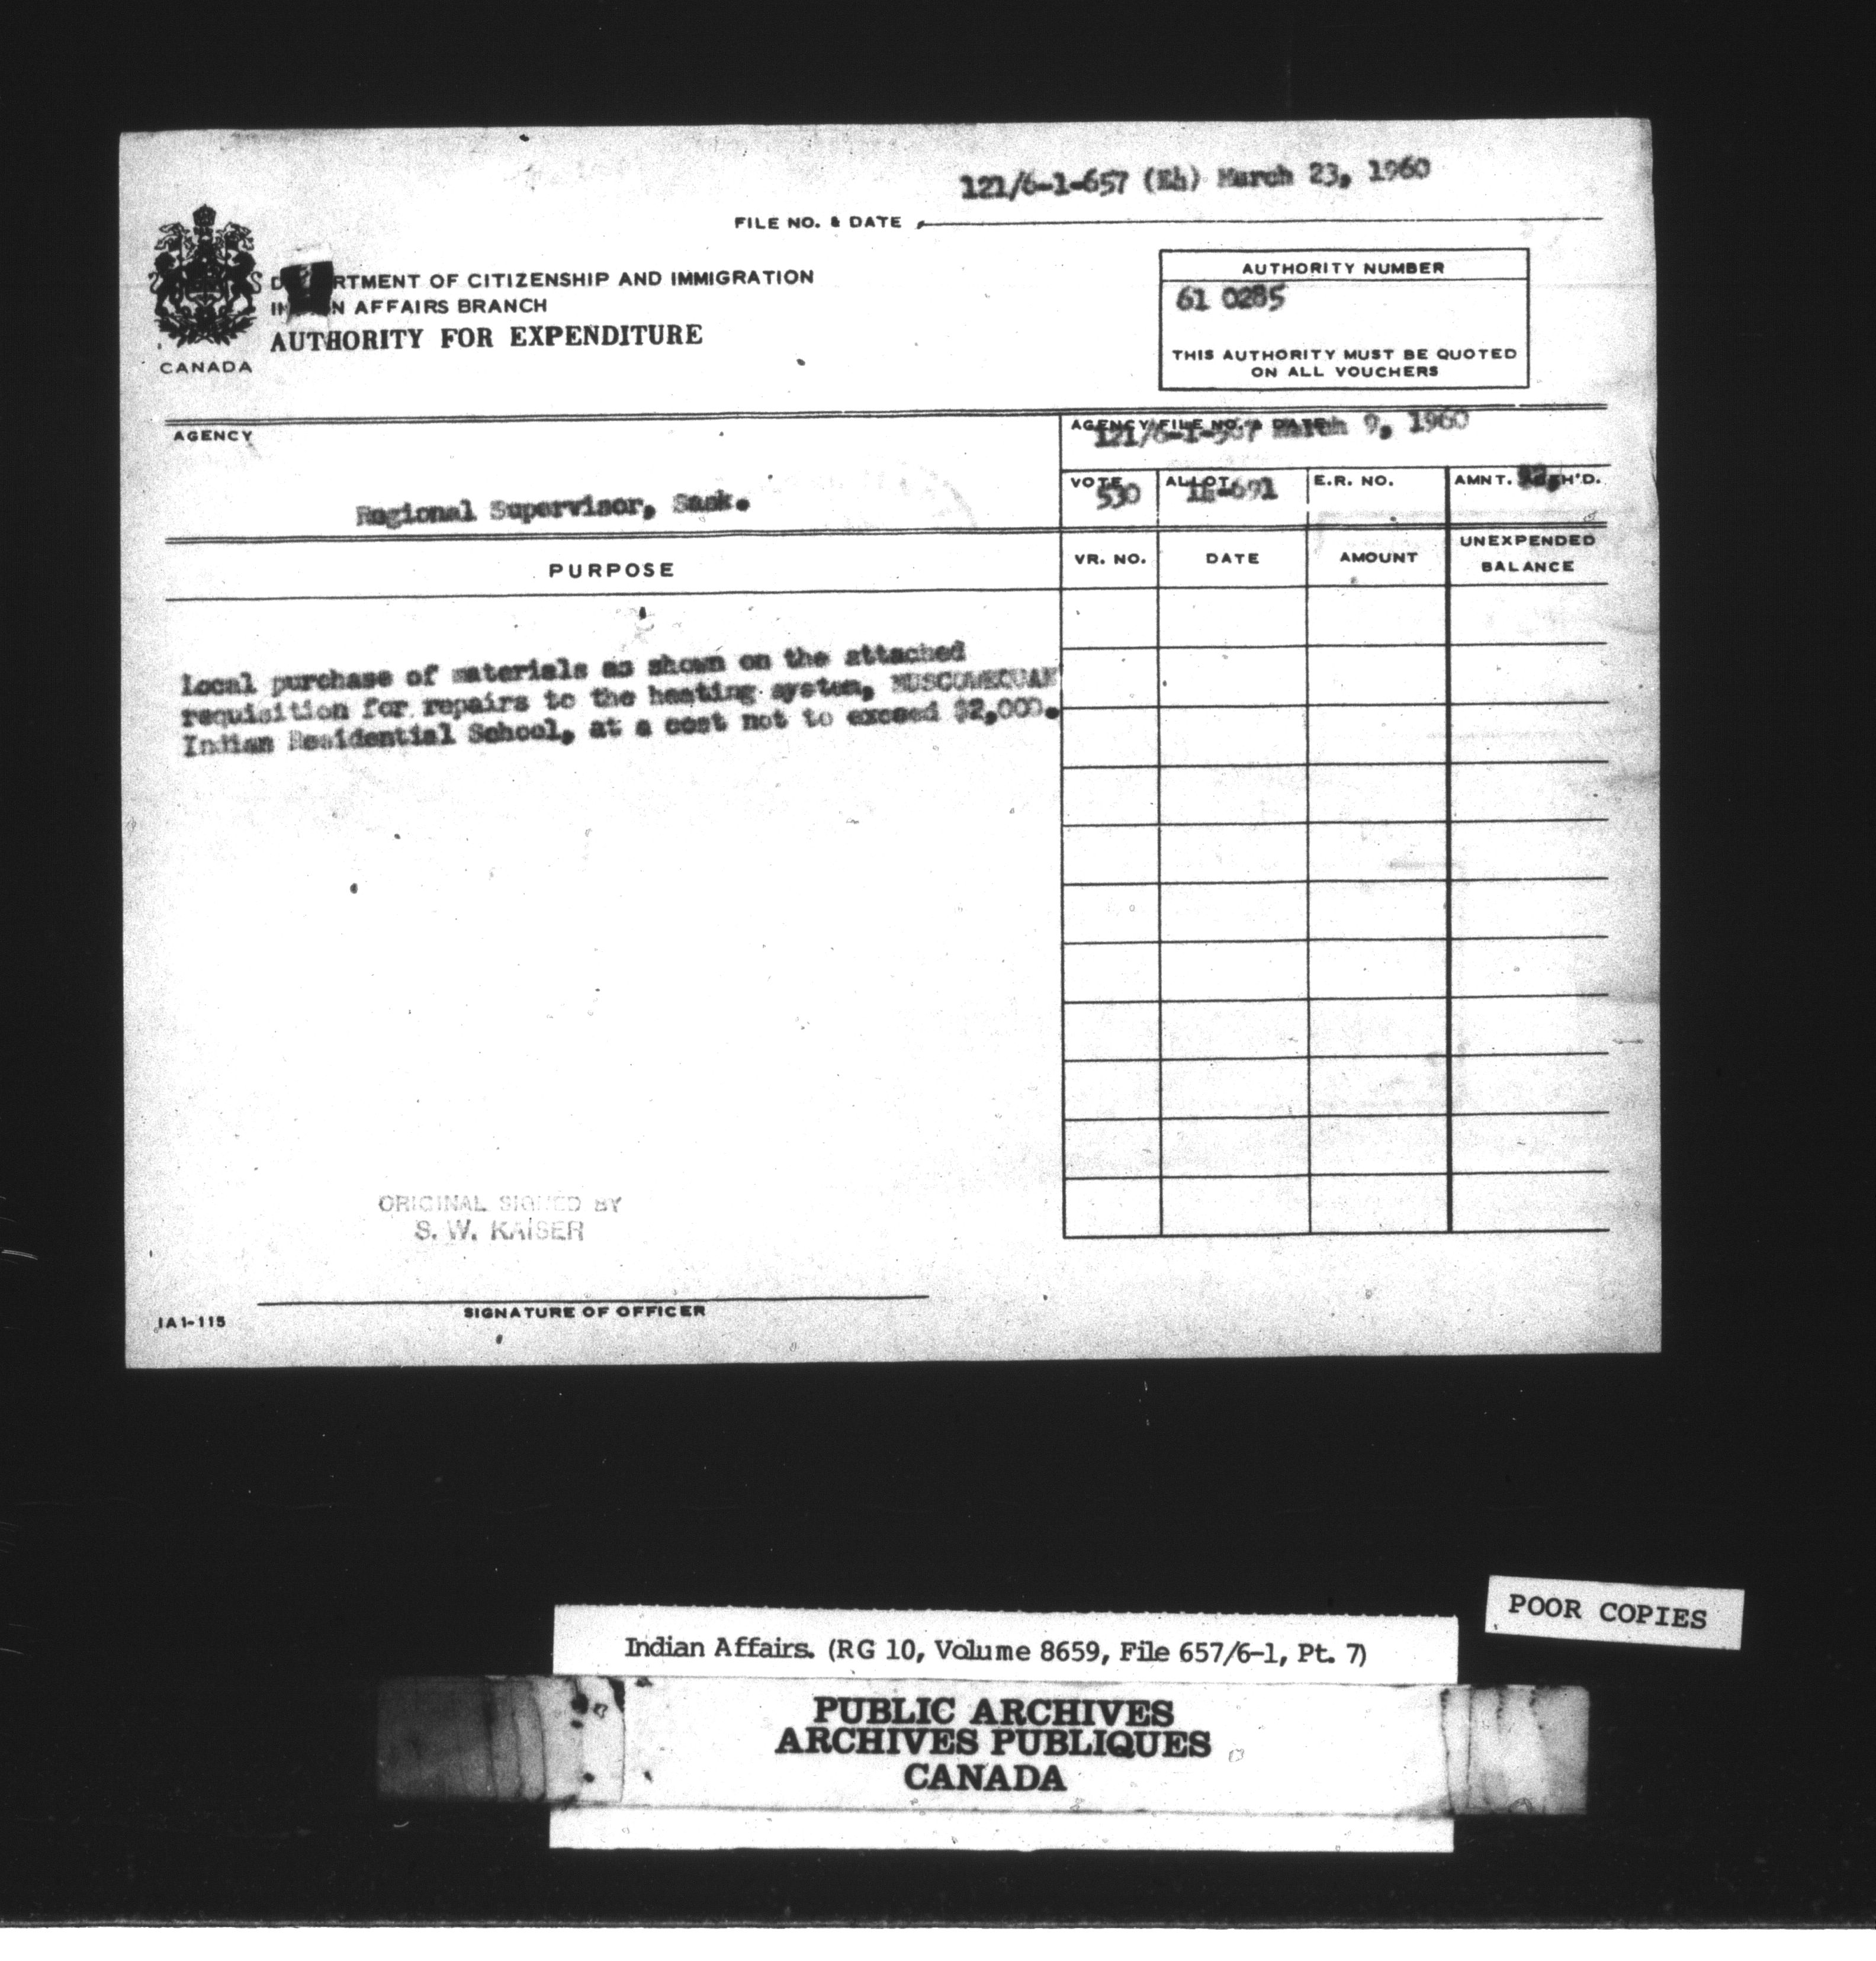 121/6-1-657 (Eh) March 23, 1960
FILE NO. & DATE
DEPARTMENT OF CITIZENSHIP AND IMMIGRATION
INDIAN AFFAIRS BRANCH
AUTHORITY FOR EXPENDITURE
CANADA
AUTHORITY NUMBER
61 0285
THIS AUTHORITY MUST BE QUOTED
ON ALL VOUCHERS
AGENCY
Regional Supervisor, Sask.
AGENCY FILE NO. & DATE
March 9, 1960
VOTE
530
ALLOT.
E.R. NO.
AMNT. H'D.
PURPOSE
VR. NO.
DATE
AMOUNT
UNEXPENDED
BALANCE
Local purchase of materials as shown on the attached
requisition for repairs to the heating system, MUSCOWEQUAN
Indian Residential School, at a cost not to exceed $2,000.
ORIGINAL SIGNED BY
S. W. KAISER
SIGNATURE OF OFFICER
IA1-115
POOR COPIES
Indian Affairs. (RG 10, Volume 8659, File 657/6-1, Pt. 7)
PUBLIC ARCHIVES
ARCHIVES PUBLIQUES
CANADA